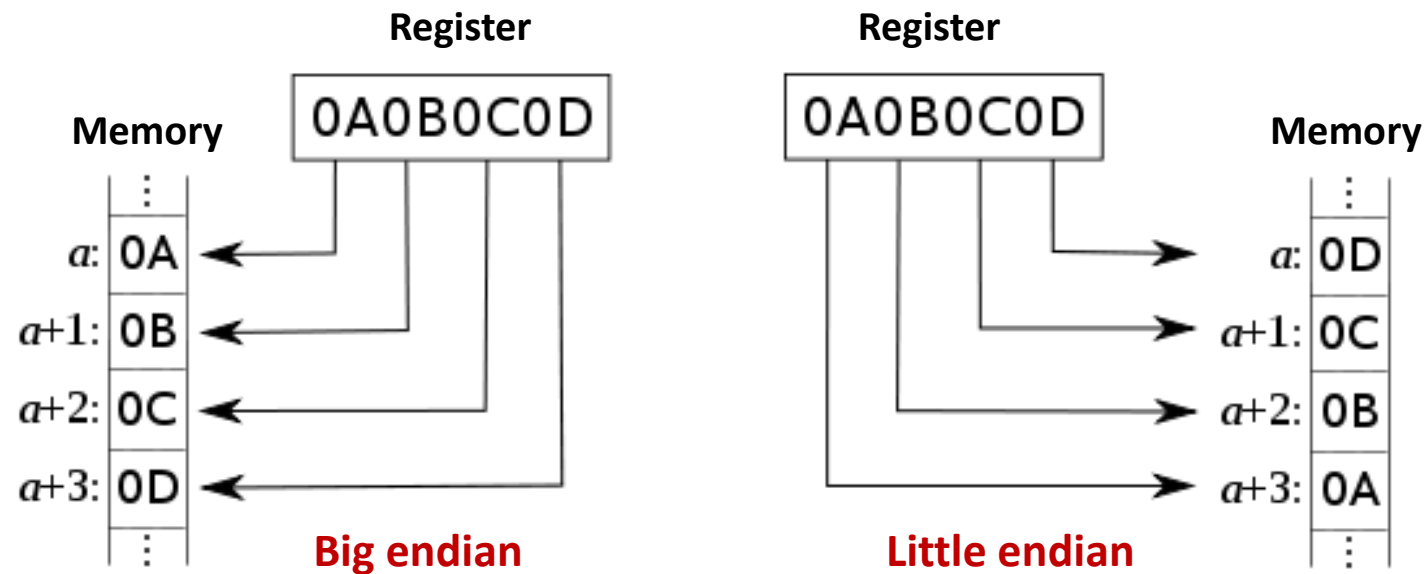 Register
0A0B0C0D
Memory
⋮
a: 0A
a+1: 0B
a+2: 0C
a+3: 0D
⋮
Big endian
Register
0A0B0C0D
Memory
⋮
a: 0D
a+1: 0C
a+2: 0B
a+3: 0A
⋮
Little endian